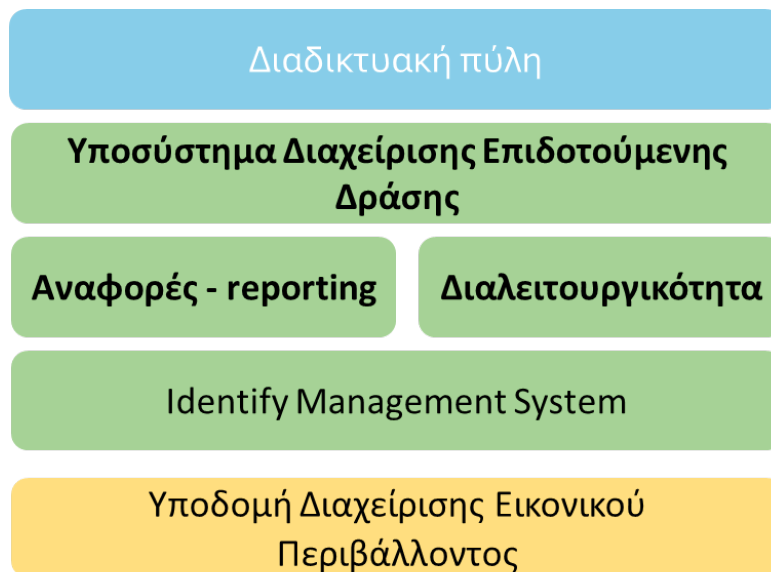 Διαδικτυακή πύλη
Υποσύστημα Διαχείρισης Επιδοτούμενης
Δράσης
Αναφορές - reporting
Διαλειτουργικότητα
Identify Management System
Υποδομή Διαχείρισης Εικονικού
Περιβάλλοντος